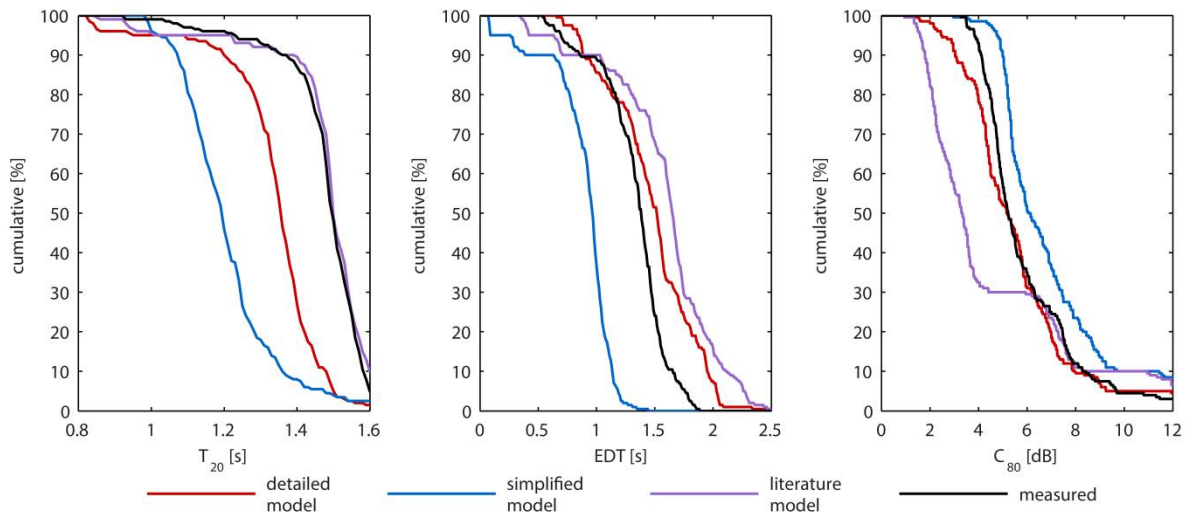 100
90
80
70
60
50
40
30
20
10
0
cumulative [%]
0.8 1 1.2 1.4 1.6
T20 [s]
100
90
80
70
60
50
40
30
20
10
0
cumulative [%]
0 0.5 1 1.5 2 2.5
EDT [s]
100
90
80
70
60
50
40
30
20
10
0
cumulative [%]
0 2 4 6 8 10 12
C80 [dB]
detailed
model
simplified
model
literature
model
measured